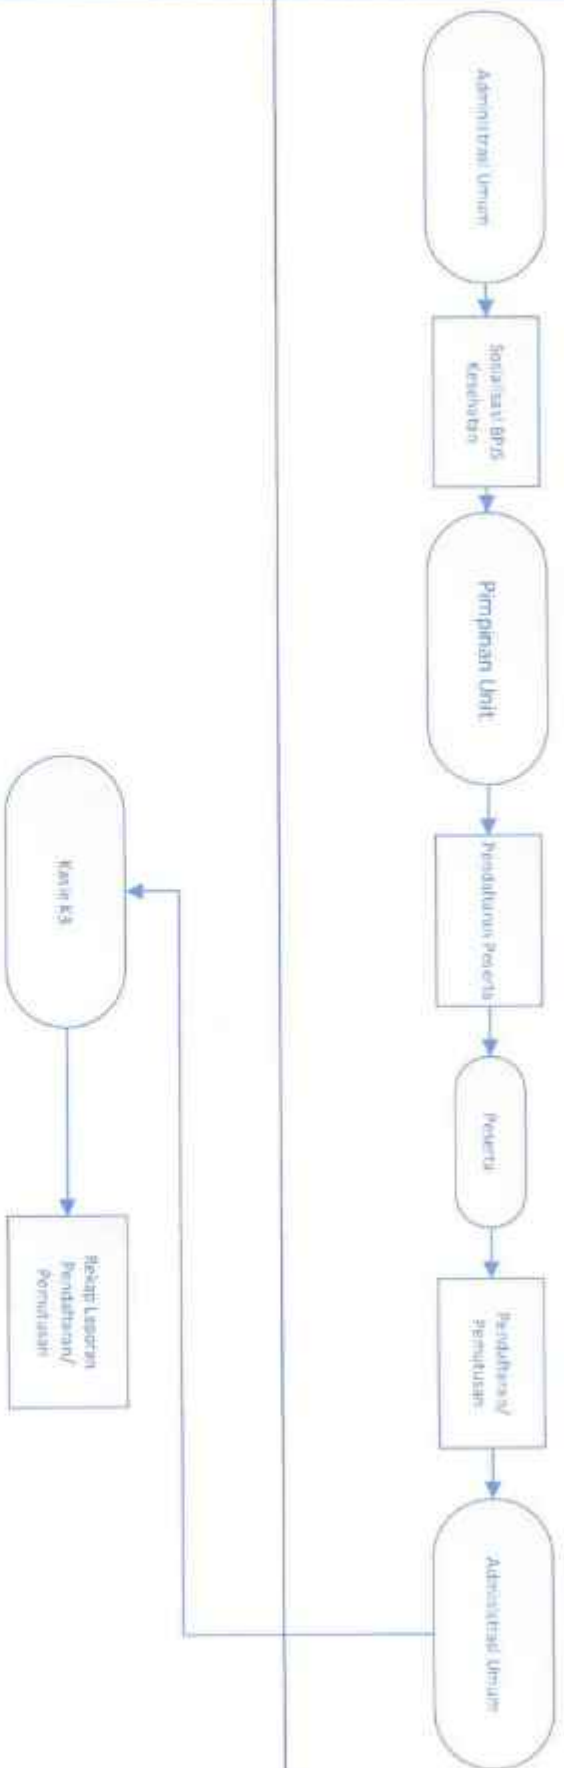 Administrasi Umum
Sosialisasi BPJS
Kesehatan
Pimpinan Unit
Pendaftaran Peserta
Peserta
Pendaftaran/
Pemutusan
Administrasi Umum
K3
Rekap Laporan
Pendaftaran/
Pemutusan